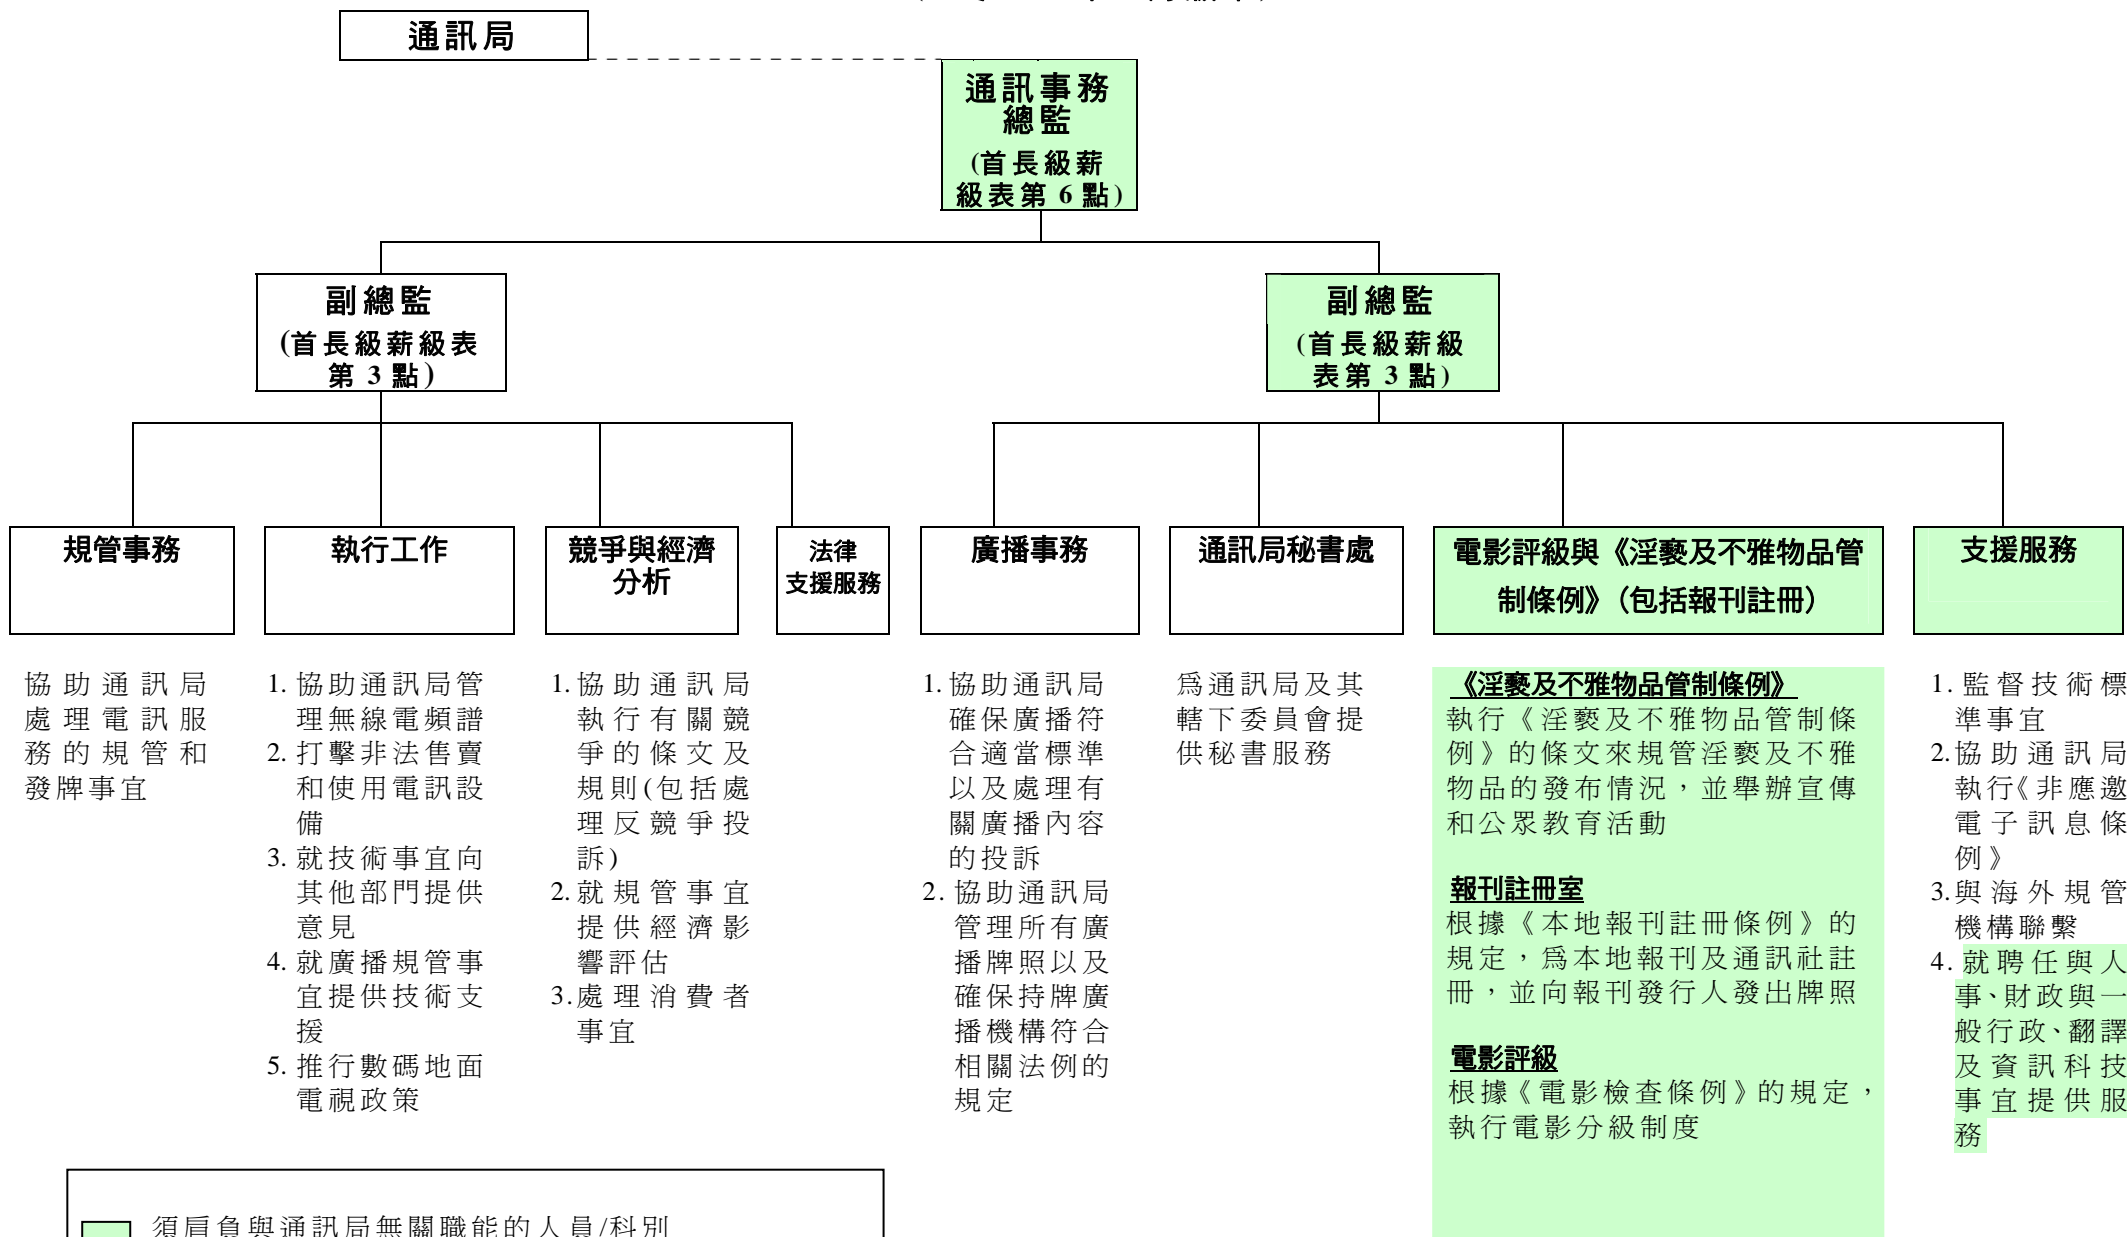 通訊局
通訊事務
總監
(首長級薪
級表第 6 點)
副總監
(首長級薪級表
第 3 點)
副總監
(首長級薪級
表第 3 點)
規管事務
執行工作
競爭與經濟
分析
法律
支援服務
廣播事務
通訊局秘書處
電影評級與《淫褻及不雅物品管
制條例》(包括報刊註冊)
支援服務
協助通訊局
處理電訊服
務的規管和
發牌事宜
1. 協助通訊局管
理無線電頻譜
2. 打擊非法售賣
和使用電訊設
備
3. 就技術事宜向
其他部門提供
意見
4. 就廣播規管事
宜提供技術支
援
5. 推行數碼地面
電視政策
1. 協助通訊局
執行有關競
爭的條文及
規則(包括處
理反競爭投
訴)
2. 就規管事宜
提供經濟影
響評估
3. 處理消費者
事宜
1. 協助通訊局
確保廣播符
合適當標準
以及處理有
關廣播內容
的投訴
2. 協助通訊局
管理所有廣
播牌照以及
確保持牌廣
播機構符合
相關法例的
規定
爲通訊局及其
轄下委員會提
供秘書服務
《淫褻及不雅物品管制條例》
執行《淫褻及不雅物品管制條
例》的條文來規管淫褻及不雅
物品的發布情況，並舉辦宣傳
和公眾教育活動
報刊註冊室
根據《本地報刊註冊條例》的
規定，爲本地報刊及通訊社註
冊，並向報刊發行人發出牌照
電影評級
根據《電影檢查條例》的規定，
執行電影分級制度
1. 監督技術標
準事宜
2. 協助通訊局
執行《非應邀
電子訊息條
例》
3. 與海外規管
機構聯繫
4. 就聘任與人
事、財政與一
般行政、翻譯
及資訊科技
事宜提供服
務
須肩負與通訊局無關職能的人員/科別